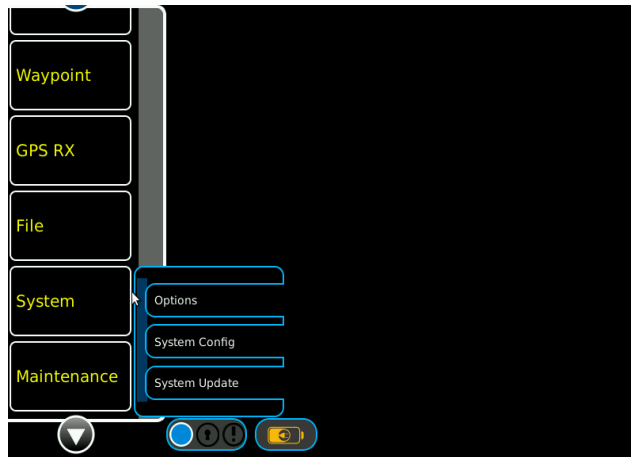 Waypoint
GPS RX
File
System
Options
System Config
System Update
Maintenance